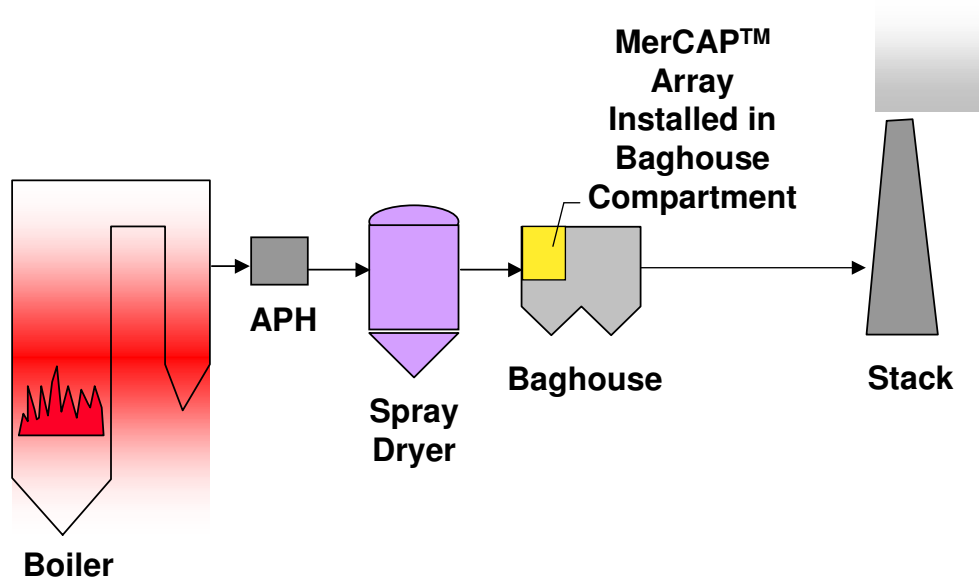 MerCAP™
Array
Installed in
Baghouse
Compartment
APH
Baghouse
Stack
Spray
Dryer
Boiler